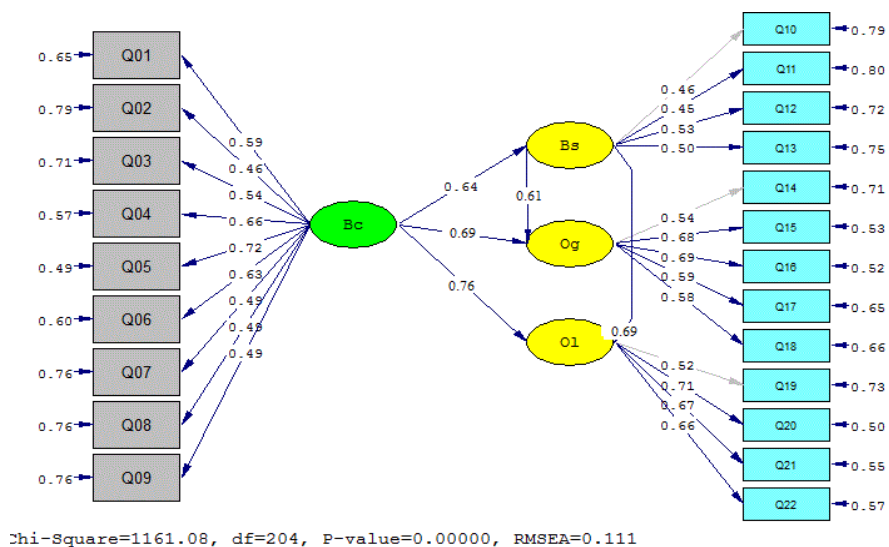 Q10 0.79
0.65 Q01
Q11 0.80
0.79 Q02
0.46
0.45
Q12 0.72
0.59
0.53
0.71 Q03
0.46
Bs
0.50
Q13 0.75
0.54
0.64
Q14 0.71
0.57 Q04
0.66
0.61
0.54
Bc
0.68
Q15 0.53
0.72
0.69
Og
0.69
0.49 Q05
0.63
0.59
Q16 0.52
0.49
0.76
0.58
Q17 0.65
0.60 Q06
0.49
0.69
Ol
Q18 0.66
0.49
0.52
0.76 Q07
0.71
Q19 0.73
0.67
0.66
0.76 Q08
Q20 0.50
Q21 0.55
0.76 Q09
Q22 0.57
Chi-Square=1161.08, df=204, P-value=0.00000, RMSEA=0.111